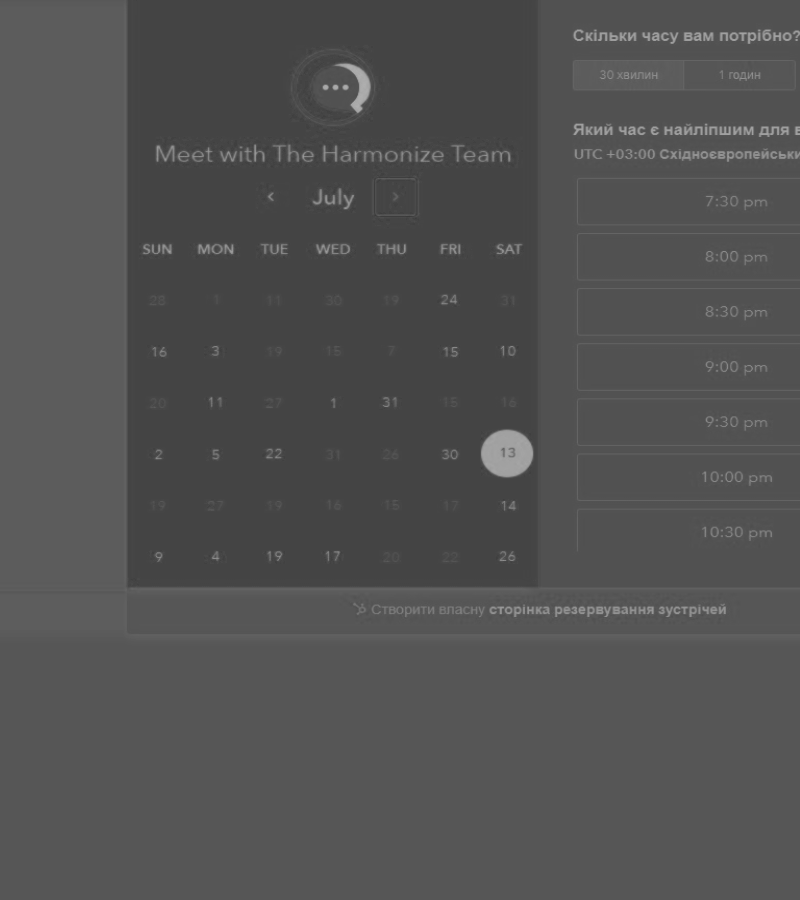 Meet with The Harmonize Team
‹ July ›
SUN MON TUE WED THU FRI SAT
28 1 11 30 19 24 31
16 3 19 15 7 15 10
20 11 27 1 31 15 16
2 5 22 31 26 30 13
19 27 19 16 15 17 14
9 4 19 17 20 22 26
Скільки часу вам потрібно?
30 хвилин 1 годин
Який час є найліпшим для в
UTC +03:00 Східноєвропейськи
7:30 pm
8:00 pm
8:30 pm
9:00 pm
9:30 pm
10:00 pm
10:30 pm
Створити власну сторінка резервування зустрічей